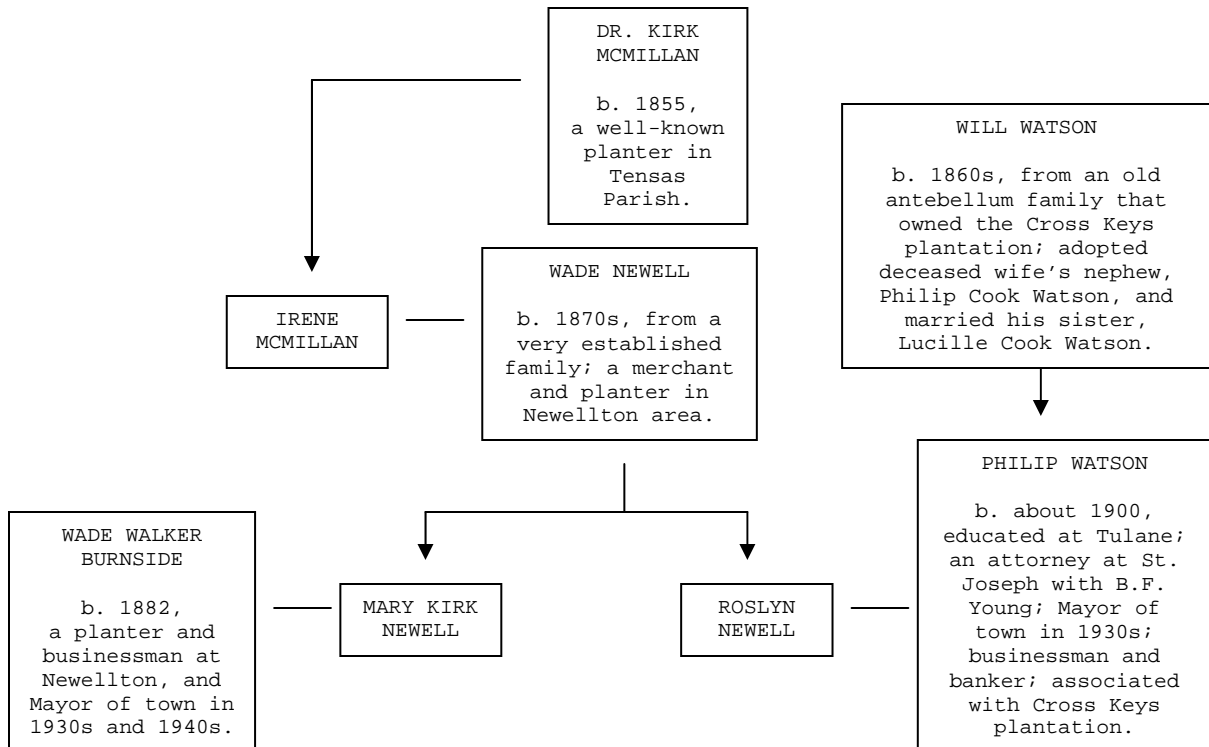 DR. KIRK
MCMILLAN
b. 1855,
a well-known
planter in
Tensas
Parish.
WILL WATSON
b. 1860s, from an old
antebellum family that
owned the Cross Keys
plantation; adopted
deceased wife's nephew,
Philip Cook Watson, and
married his sister,
Lucille Cook Watson.
IRENE
MCMILLAN
WADE NEWELL
b. 1870s, from a
very established
family; a merchant
and planter in
Newellton area.
WADE WALKER
BURNSIDE
b. 1882,
a planter and
businessman at
Newellton, and
Mayor of town in
1930s and 1940s.
MARY KIRK
NEWELL
ROSLYN
NEWELL
PHILIP WATSON
b. about 1900,
educated at Tulane;
an attorney at St.
Joseph with B.F.
Young; Mayor of
town in 1930s;
businessman and
banker; associated
with Cross Keys
plantation.